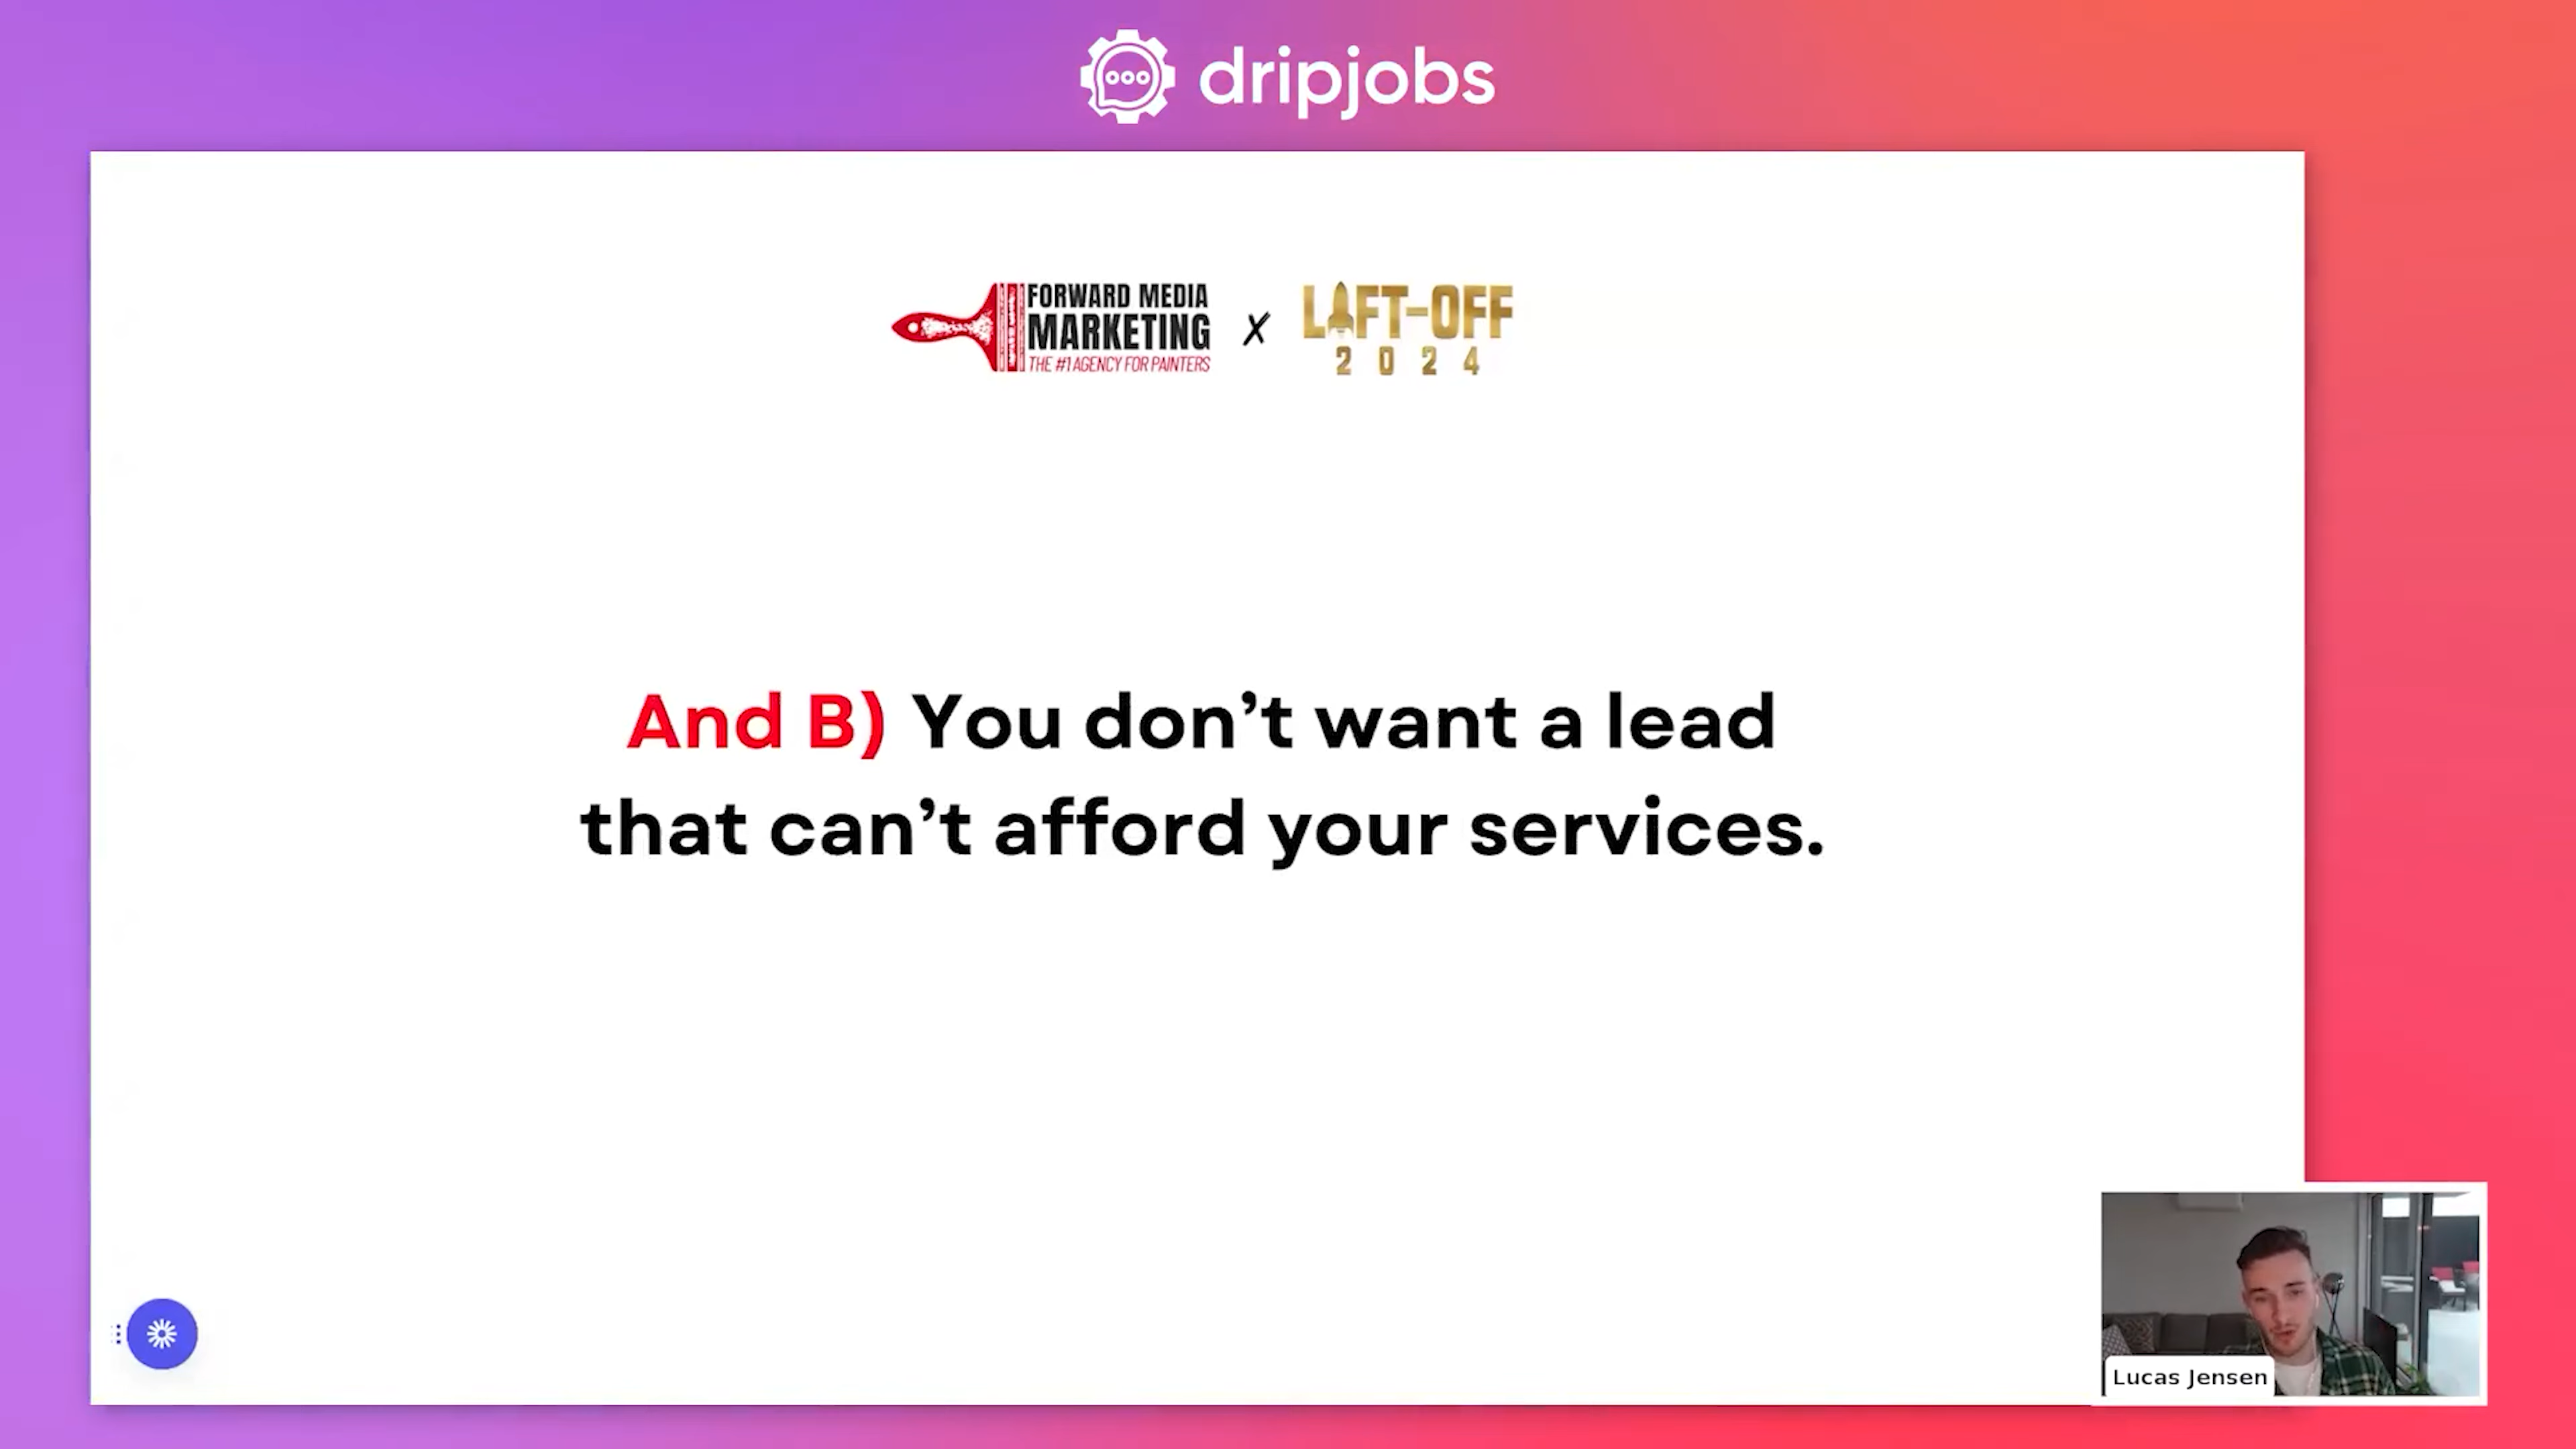 dripjobs
FORWARD MEDIA
MARKETING
THE #1 AGENCY FOR PAINTERS
X
LIFT-OFF
2024
And B) You don’t want a lead
that can’t afford your services.
Lucas Jensen